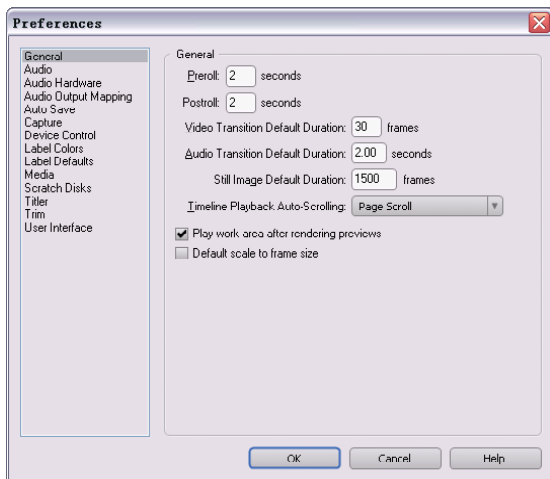 Preferences
General
Audio
Audio Hardware
Audio Output Mapping
Auto Save
Capture
Device Control
Label Colors
Label Defaults
Media
Scratch Disks
Titler
Trim
User Interface
General
Preroll: 2 seconds
Postroll: 2 seconds
Video Transition Default Duration: 30 frames
Audio Transition Default Duration: 2.00 seconds
Still Image Default Duration: 1500 frames
Timeline Playback Auto-Scrolling: Page Scroll
Play work area after rendering previews
Default scale to frame size
OK Cancel Help